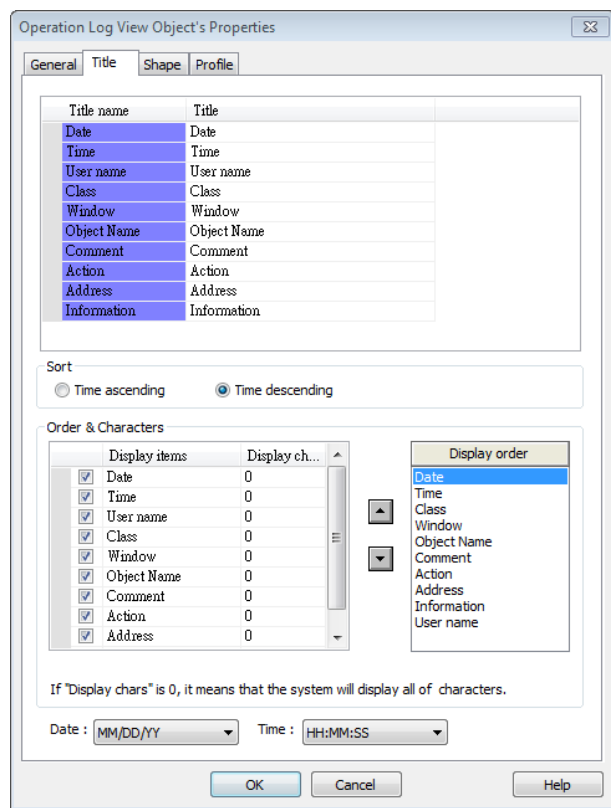 Operation Log View Object's Properties
General Title Shape Profile
Title name Title
Date Date
Time Time
User name User name
Class Class
Window Window
Object Name Object Name
Comment Comment
Action Action
Address Address
Information Information
Sort
Time ascending Time descending
Order & Characters
Display items Display ch...
Date 0
Time 0
User name 0
Class 0
Window 0
Object Name 0
Comment 0
Action 0
Address 0
Display order
Date
Time
Class
Window
Object Name
Comment
Action
Address
Information
User name
If "Display chars" is 0, it means that the system will display all of characters.
Date : MM/DD/YY Time : HH:MM:SS
OK Cancel Help